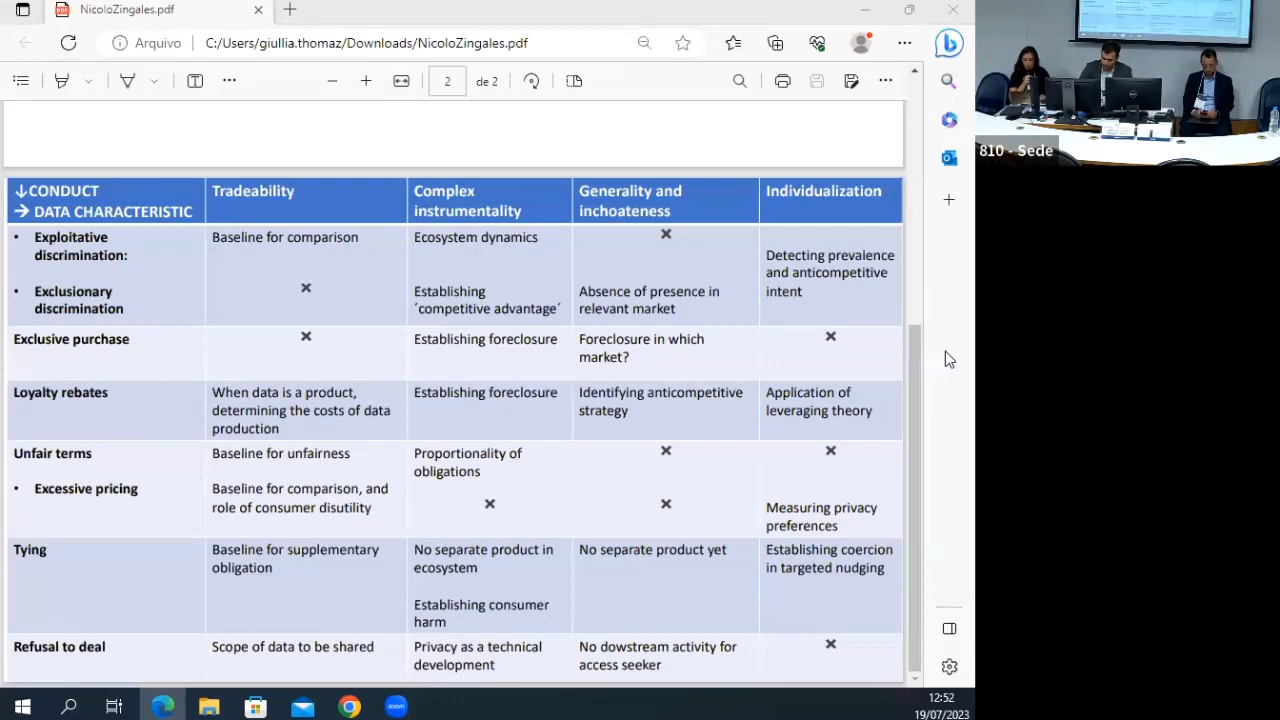 NicoloZingales.pdf
Arquivo
C:/Users/giullia.thomaz/Downloads/NicoloZingales.pdf
2
de 2
810 - Sede
↓CONDUCT
→ DATA CHARACTERISTIC
Tradeability
Complex
instrumentality
Generality and
inchoateness
Individualization
• Exploitative
discrimination:
Baseline for comparison
Ecosystem dynamics
×
Detecting prevalence
and anticompetitive
intent
• Exclusionary
discrimination
×
Establishing
´competitive advantage´
Absence of presence in
relevant market
Exclusive purchase
×
Establishing foreclosure
Foreclosure in which
market?
×
Loyalty rebates
When data is a product,
determining the costs of data
production
Establishing foreclosure
Identifying anticompetitive
strategy
Application of
leveraging theory
Unfair terms
Baseline for unfairness
Proportionality of
obligations
×
×
• Excessive pricing
Baseline for comparison, and
role of consumer disutility
×
×
Measuring privacy
preferences
Tying
Baseline for supplementary
obligation
No separate product in
ecosystem
Establishing consumer
harm
No separate product yet
Establishing coercion
in targeted nudging
Refusal to deal
Scope of data to be shared
Privacy as a technical
development
No dowstream activity for
access seeker
×
zoom
12:52
19/07/2023